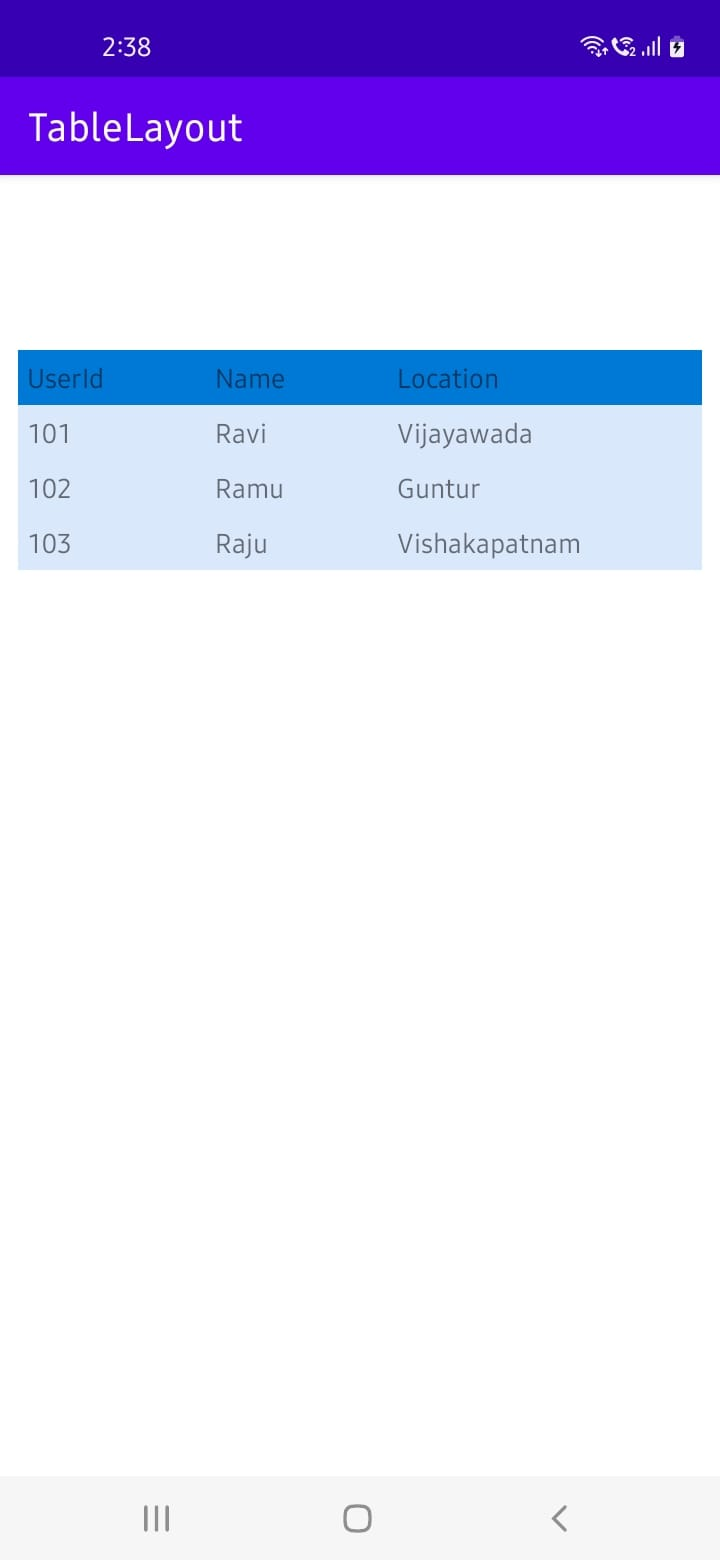 2:38
TableLayout
UserId Name Location
101 Ravi Vijayawada
102 Ramu Guntur
103 Raju Vishakapatnam